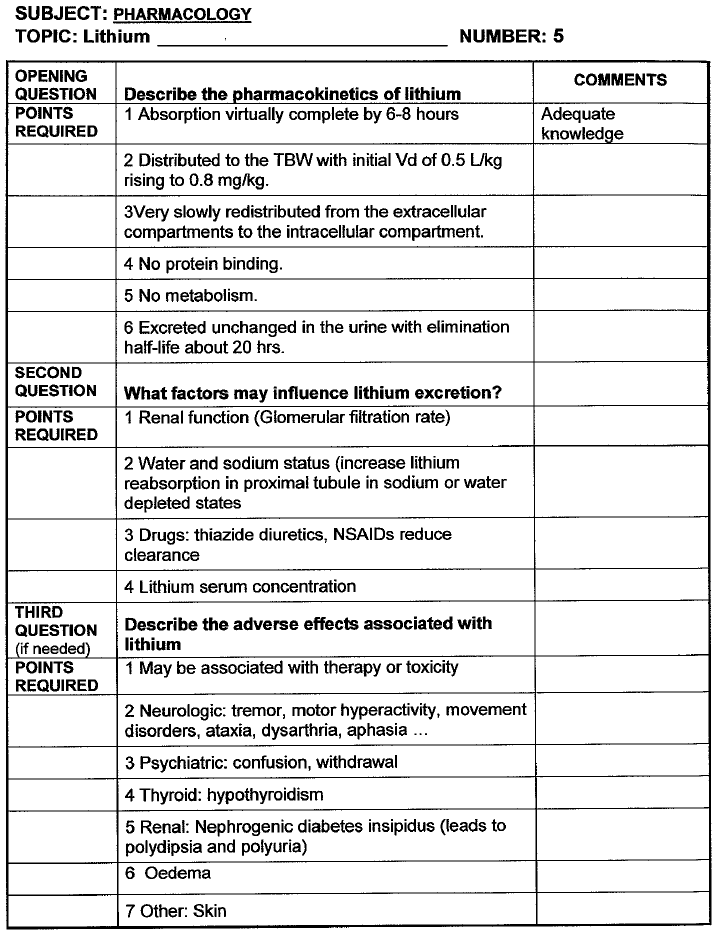 SUBJECT: PHARMACOLOGY
TOPIC: Lithium NUMBER: 5
OPENING QUESTION
Describe the pharmacokinetics of lithium
COMMENTS
POINTS REQUIRED
1 Absorption virtually complete by 6-8 hours
Adequate
knowledge
2 Distributed to the TBW with initial Vd of 0.5 L/kg
rising to 0.8 mg/kg.
3Very slowly redistributed from the extracellular
compartments to the intracellular compartment.
4 No protein binding.
5 No metabolism.
6 Excreted unchanged in the urine with elimination
half-life about 20 hrs.
SECOND
QUESTION
What factors may influence lithium excretion?
POINTS
REQUIRED
1 Renal function (Glomerular filtration rate)
2 Water and sodium status (increase lithium
reabsorption in proximal tubule in sodium or water
depleted states
3 Drugs: thiazide diuretics, NSAIDs reduce
clearance
4 Lithium serum concentration
THIRD
QUESTION
(if needed)
Describe the adverse effects associated with
lithium
POINTS
REQUIRED
1 May be associated with therapy or toxicity
2 Neurologic: tremor, motor hyperactivity, movement
disorders, ataxia, dysarthria, aphasia ...
3 Psychiatric: confusion, withdrawal
4 Thyroid: hypothyroidism
5 Renal: Nephrogenic diabetes insipidus (leads to
polydipsia and polyuria)
6 Oedema
7 Other: Skin